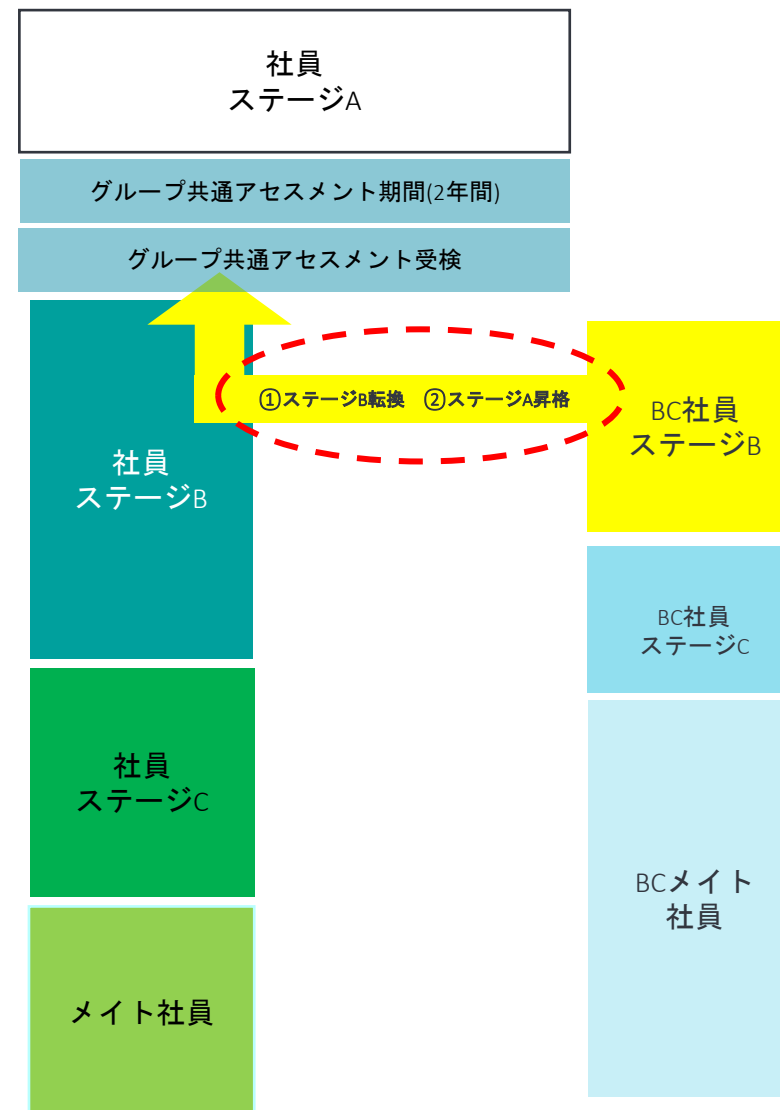 社員
ステージA
グループ共通アセスメント期間(2年間)
グループ共通アセスメント受検
①ステージB転換 ②ステージA昇格
BC社員
ステージB
社員
ステージB
BC社員
ステージC
社員
ステージC
BCメイト
社員
メイト社員